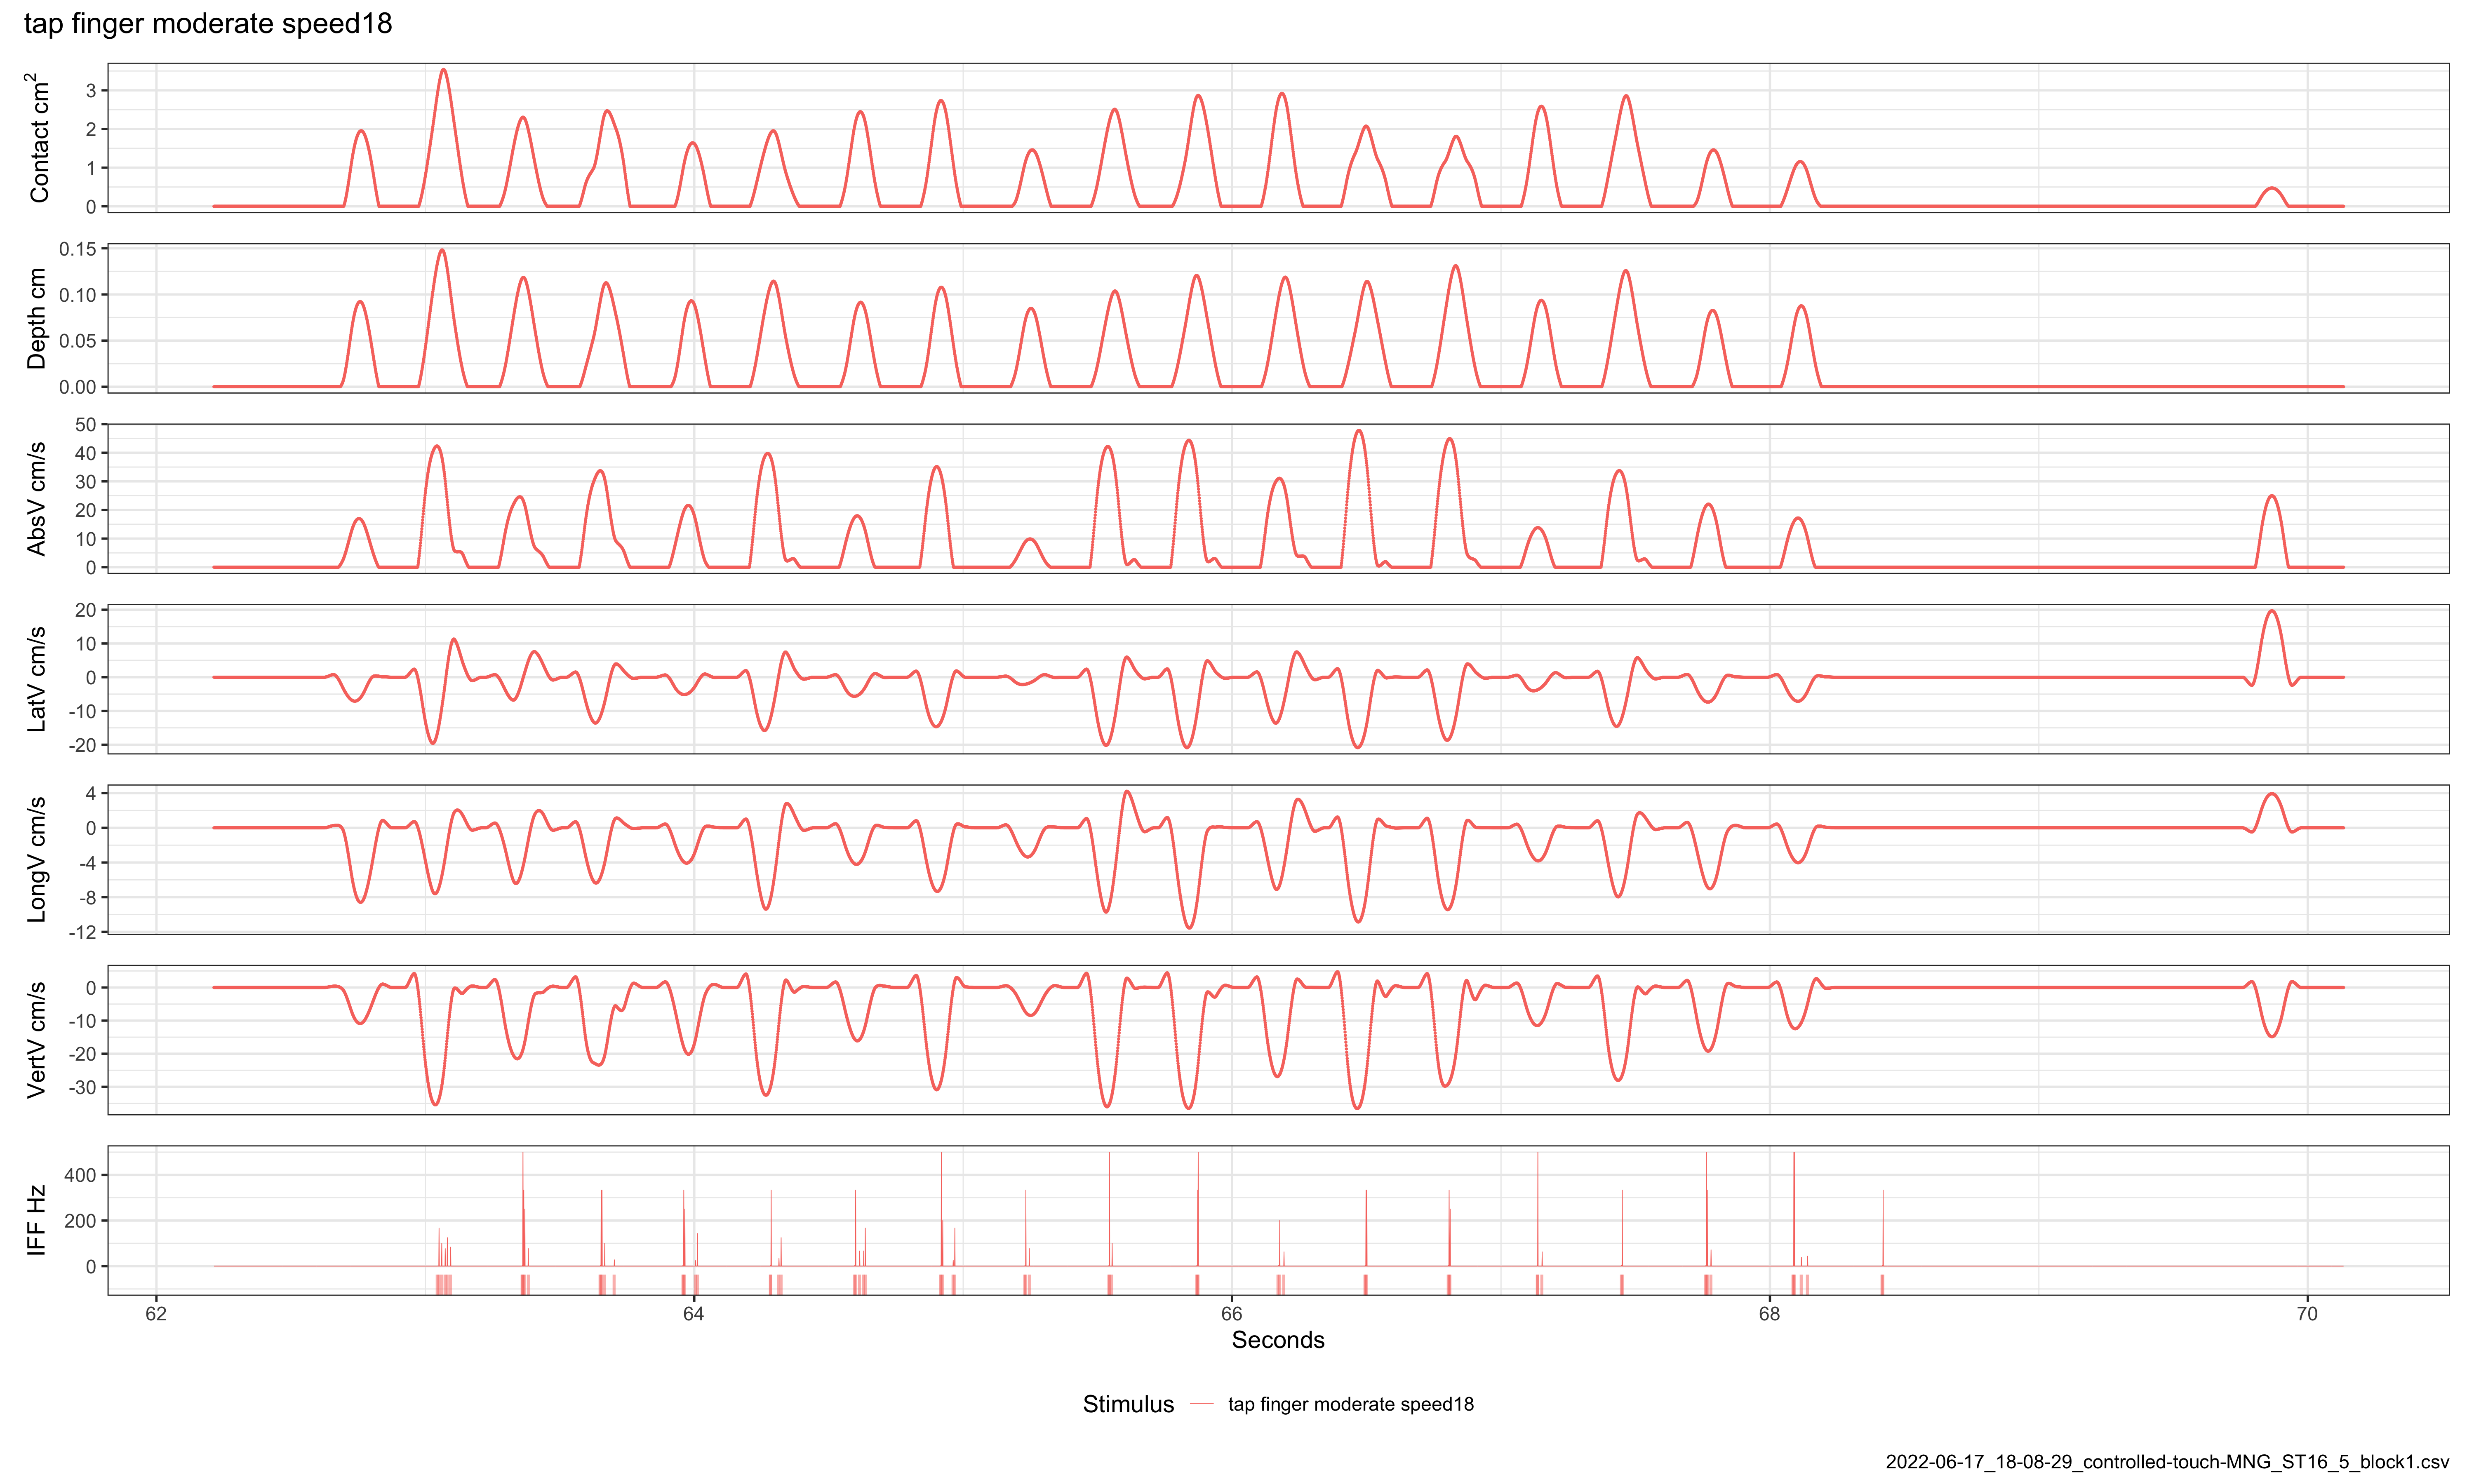 tap finger moderate speed18
Contact cm²
3
2
1
0
Depth cm
0.15
0.10
0.05
0.00
AbsV cm/s
50
40
30
20
10
0
LatV cm/s
20
10
0
-10
-20
LongV cm/s
4
0
-4
-8
-12
VertV cm/s
0
-10
-20
-30
IFF Hz
400
200
0
62 64 66 68 70
Seconds
Stimulus tap finger moderate speed18
2022-06-17_18-08-29_controlled-touch-MNG_ST16_5_block1.csv